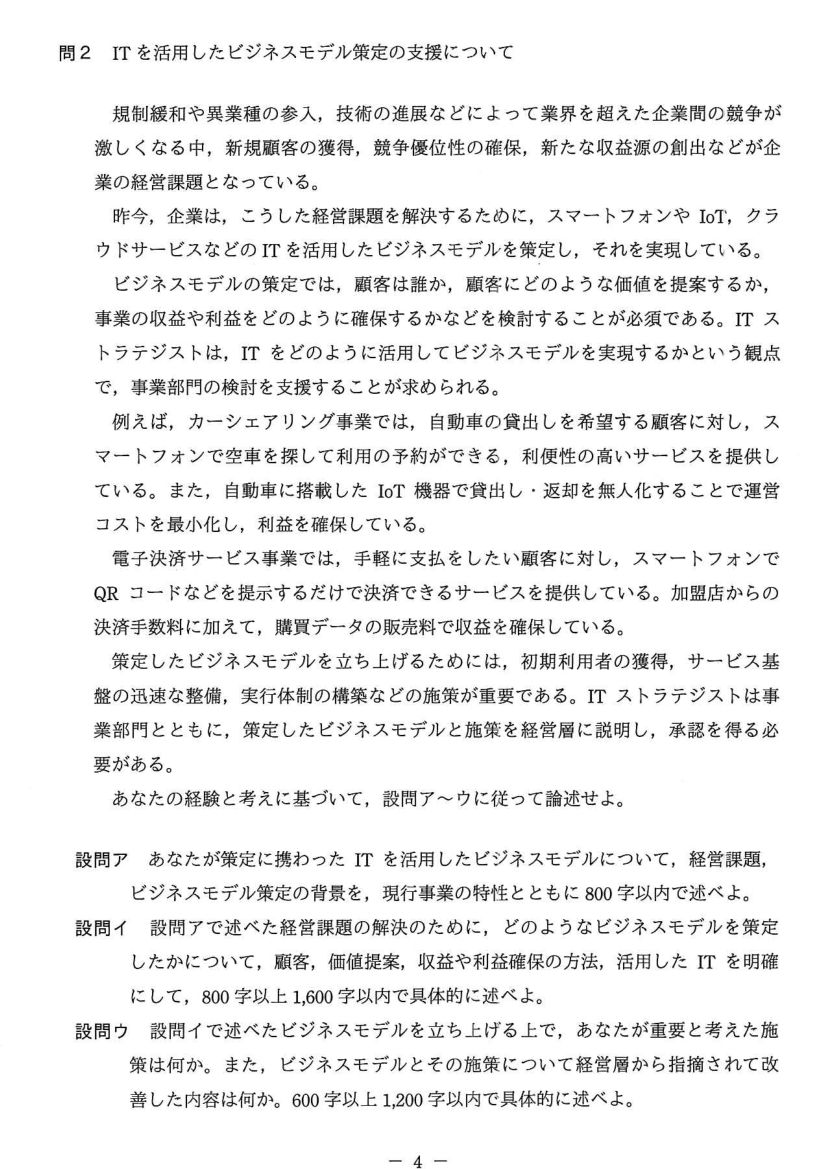 問2 ITを活用したビジネスモデル策定の支援について
規制緩和や異業種の参入，技術の進展などによって業界を超えた企業間の競争が
激しくなる中，新規顧客の獲得，競争優位性の確保，新たな収益源の創出などが企
業の経営課題となっている。
昨今，企業は，こうした経営課題を解決するために，スマートフォンや IoT，クラ
ウドサービスなどの IT を活用したビジネスモデルを策定し，それを実現している。
ビジネスモデルの策定では，顧客は誰か，顧客にどのような価値を提案するか，
事業の収益や利益をどのように確保するかなどを検討することが必須である。IT ス
トラテジストは，IT をどのように活用してビジネスモデルを実現するかという観点
で，事業部門の検討を支援することが求められる。
例えば，カーシェアリング事業では，自動車の貸出しを希望する顧客に対し，ス
マートフォンで空車を探して利用の予約ができる，利便性の高いサービスを提供し
ている。また，自動車に搭載した IoT 機器で貸出し・返却を無人化することで運営
コストを最小化し，利益を確保している。
電子決済サービス事業では，手軽に支払をしたい顧客に対し，スマートフォンで
QR コードなどを提示するだけで決済できるサービスを提供している。加盟店からの
決済手数料に加えて，購買データの販売料で収益を確保している。
策定したビジネスモデルを立ち上げるためには，初期利用者の獲得，サービス基
盤の迅速な整備，実行体制の構築などの施策が重要である。IT ストラテジストは事
業部門とともに，策定したビジネスモデルと施策を経営層に説明し，承認を得る必
要がある。
あなたの経験と考えに基づいて，設問ア～ウに従って論述せよ。
設問ア あなたが策定に携わった IT を活用したビジネスモデルについて，経営課題，
ビジネスモデル策定の背景を，現行事業の特性とともに 800 字以内で述べよ。
設問イ 設問アで述べた経営課題の解決のために，どのようなビジネスモデルを策定
したかについて，顧客，価値提案，収益や利益確保の方法，活用した IT を明確
にして，800 字以上 1,600 字以内で具体的に述べよ。
設問ウ 設問イで述べたビジネスモデルを立ち上げる上で，あなたが重要と考えた施
策は何か。また，ビジネスモデルとその施策について経営層から指摘されて改
善した内容は何か。600 字以上 1,200 字以内で具体的に述べよ。
－ 4 －